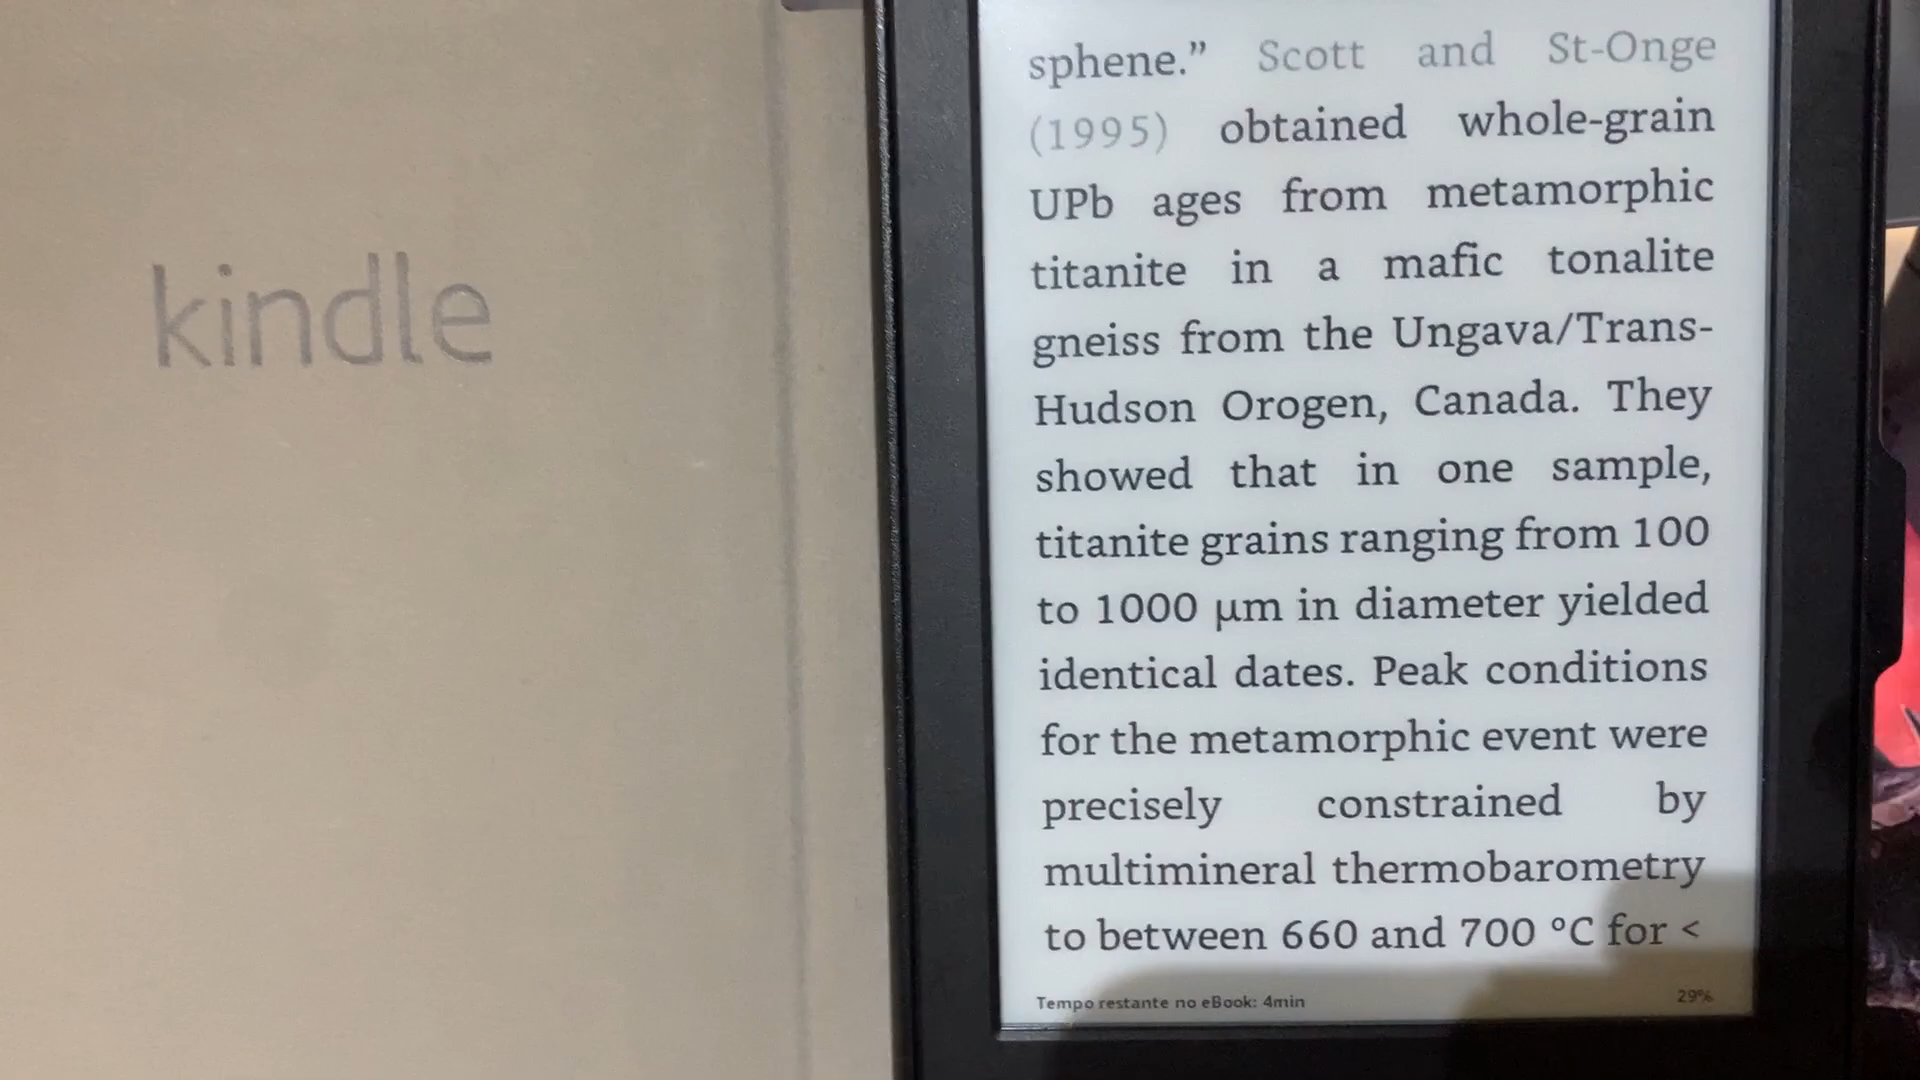 kindle
sphene.” Scott and St-Onge
(1995) obtained whole-grain
UPb ages from metamorphic
titanite in a mafic tonalite
gneiss from the Ungava/Trans-
Hudson Orogen, Canada. They
showed that in one sample,
titanite grains ranging from 100
to 1000 μm in diameter yielded
identical dates. Peak conditions
for the metamorphic event were
precisely constrained by
multimineral thermobarometry
to between 660 and 700 °C for <
Tempo restante no eBook: 4min 29%